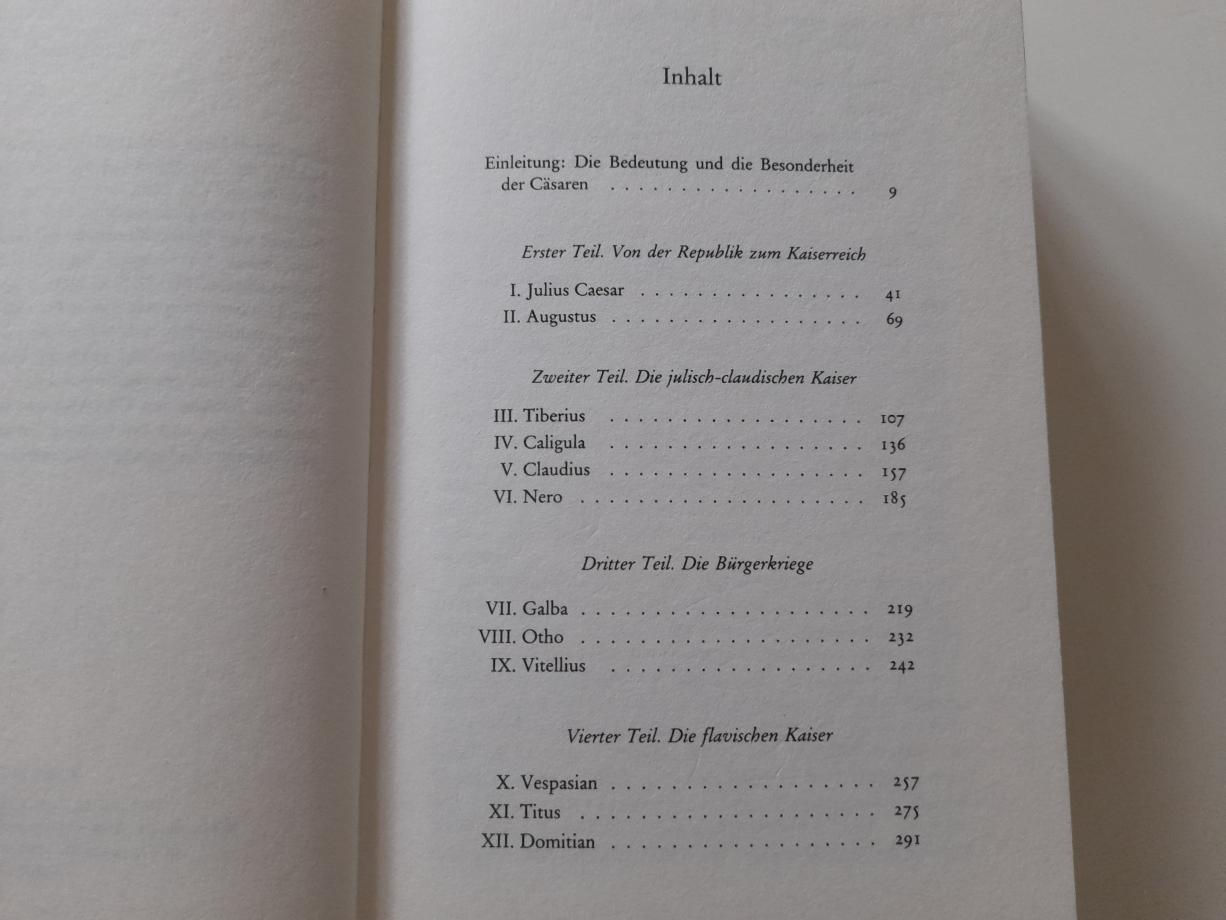 Inhalt
Einleitung: Die Bedeutung und die Besonderheit
der Cäsaren . . . . . . . . . . . . . . . . . 9
Erster Teil. Von der Republik zum Kaiserreich
I. Julius Caesar . . . . . . . . . . . . . . . 41
II. Augustus . . . . . . . . . . . . . . . . . 69
Zweiter Teil. Die julisch-claudischen Kaiser
III. Tiberius . . . . . . . . . . . . . . . . . 107
IV. Caligula . . . . . . . . . . . . . . . . . 136
V. Claudius . . . . . . . . . . . . . . . . . 157
VI. Nero . . . . . . . . . . . . . . . . . . . 185
Dritter Teil. Die Bürgerkriege
VII. Galba . . . . . . . . . . . . . . . . . . . 219
VIII. Otho . . . . . . . . . . . . . . . . . . . 232
IX. Vitellius . . . . . . . . . . . . . . . . . 242
Vierter Teil. Die flavischen Kaiser
X. Vespasian . . . . . . . . . . . . . . . . . 257
XI. Titus . . . . . . . . . . . . . . . . . . . 275
XII. Domitian . . . . . . . . . . . . . . . . . 291